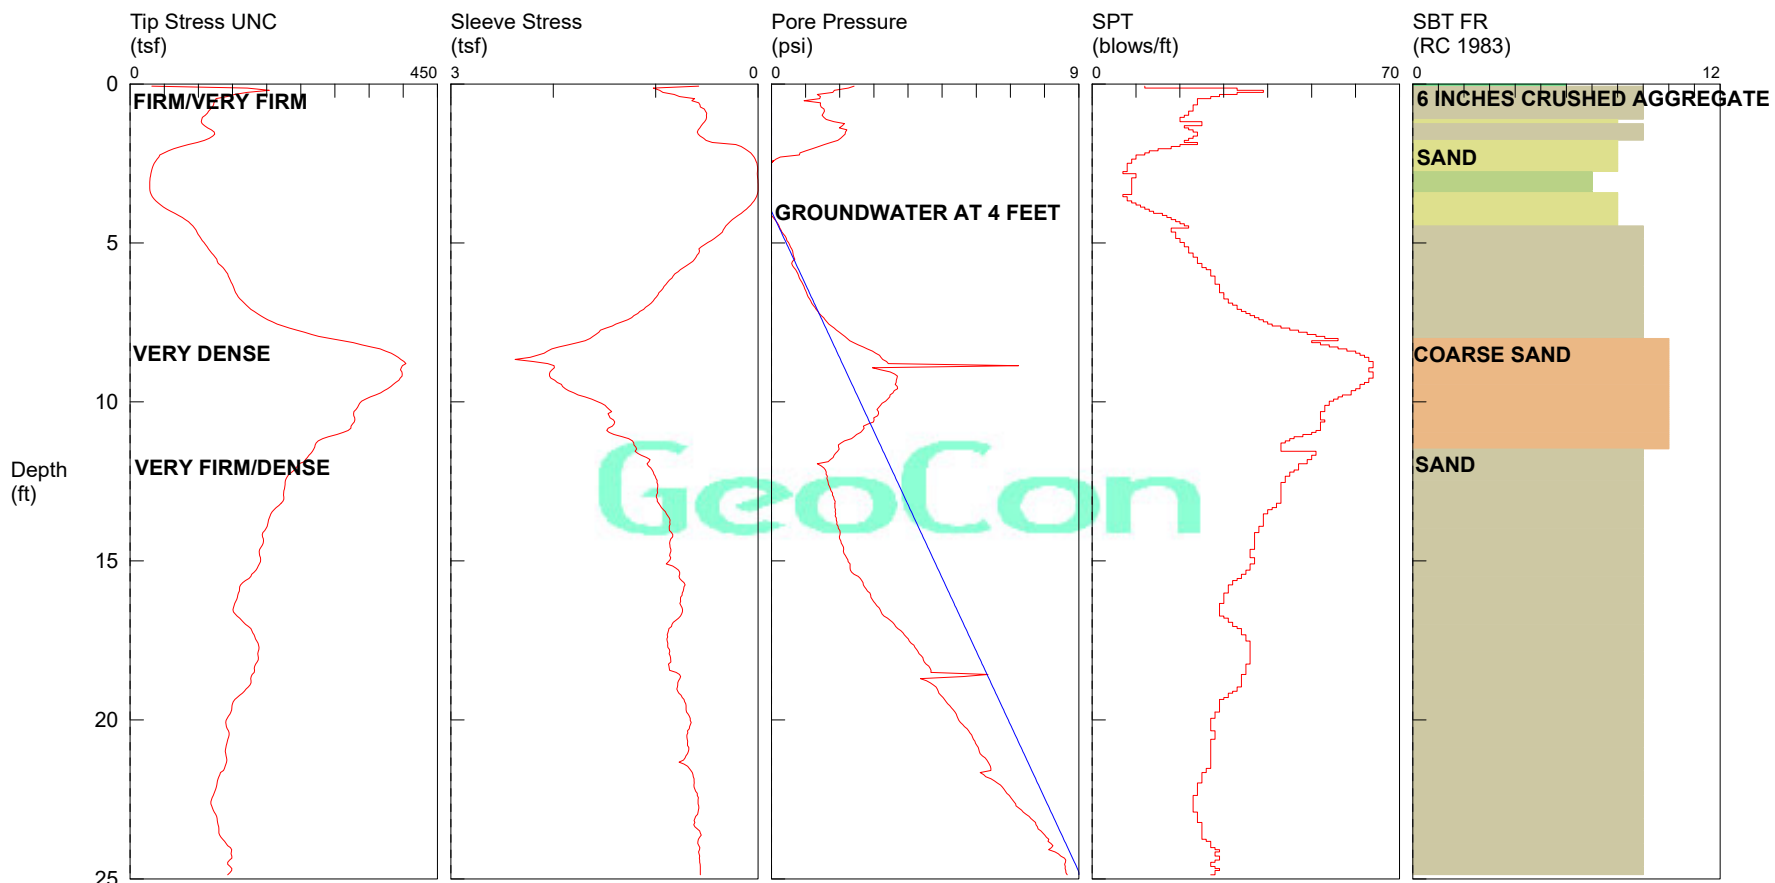 Tip Stress UNC
(tsf)
Sleeve Stress
(tsf)
Pore Pressure
(psi)
SPT
(blows/ft)
SBT FR
(RC 1983)
0 450
3 0
0 9
0 70
0 12
0
FIRM/VERY FIRM
6 INCHES CRUSHED AGGREGATE
SAND
GROUNDWATER AT 4 FEET
5
VERY DENSE
COARSE SAND
10
Depth
(ft)
VERY FIRM/DENSE
SAND
GeoCon
15
20
25